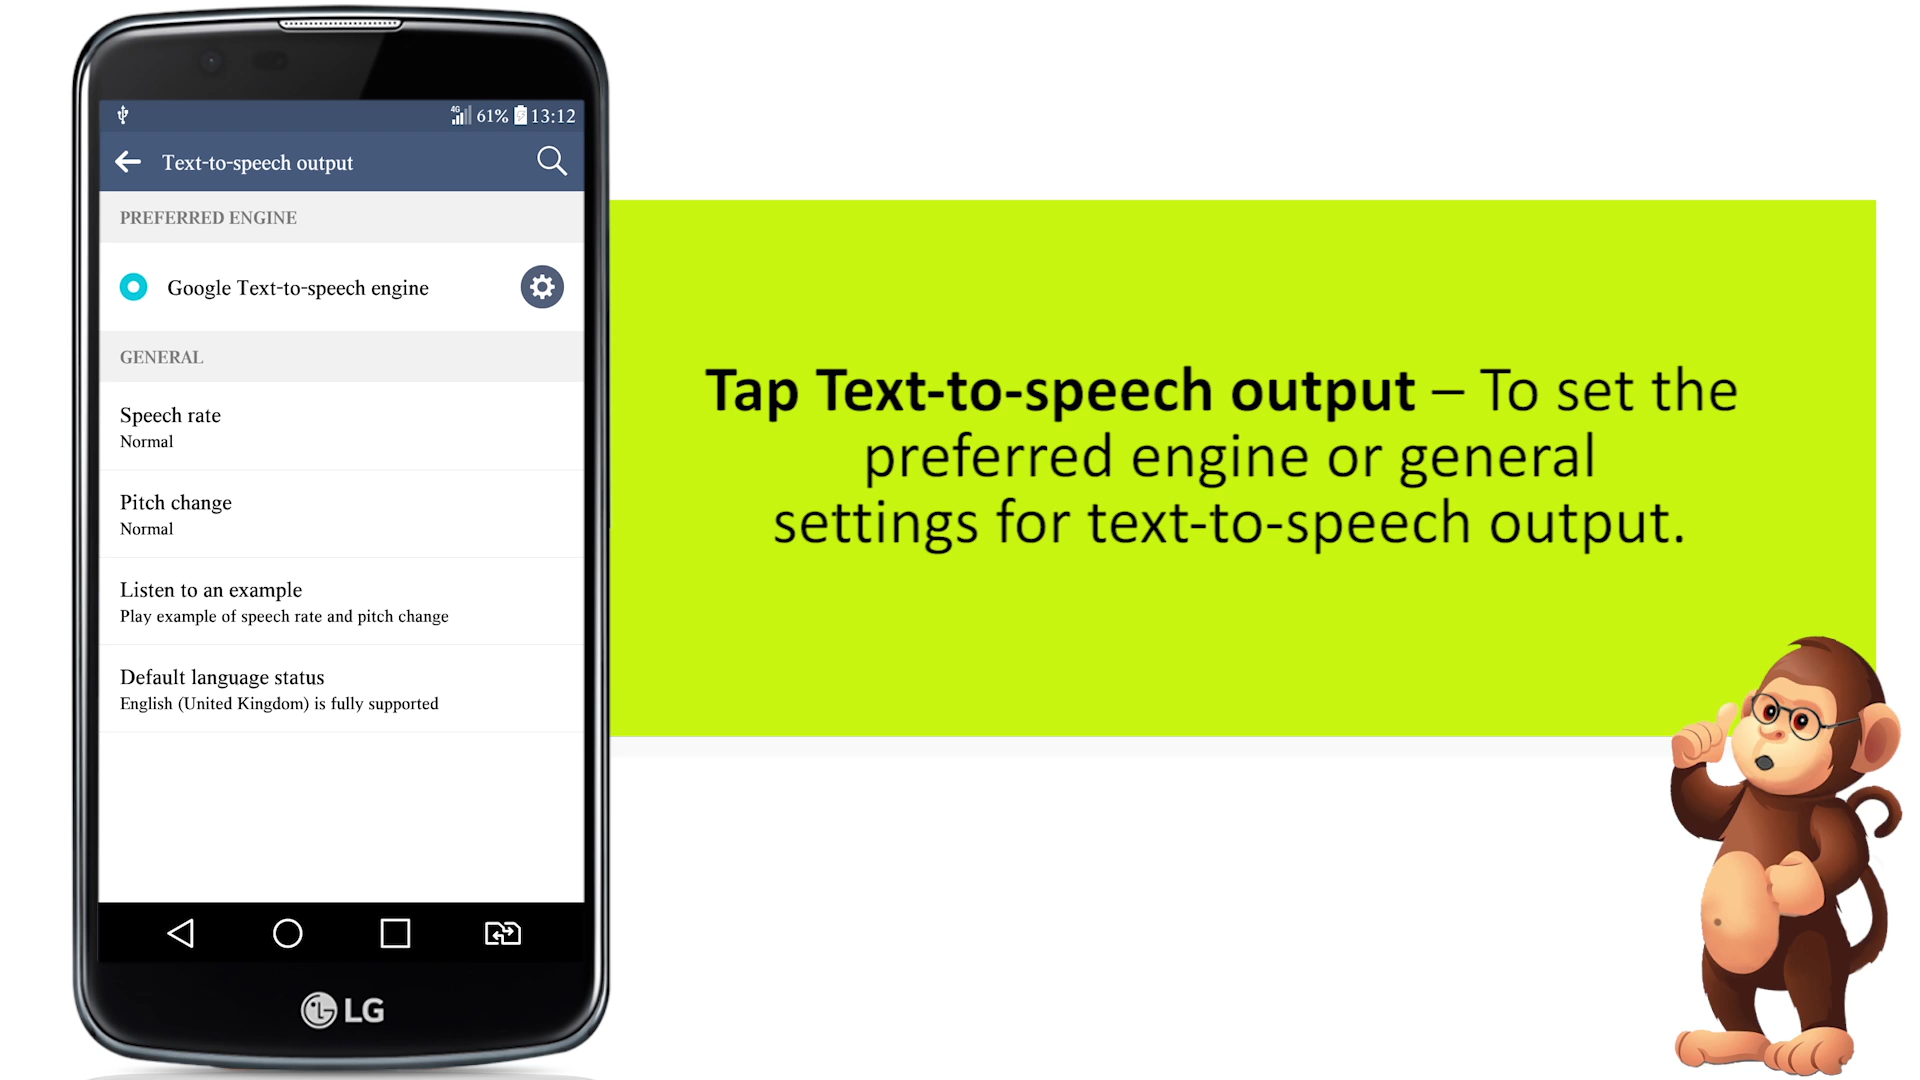 4G 61% 13:12
Text-to-speech output
PREFERRED ENGINE
Google Text-to-speech engine
GENERAL
Speech rate
Normal
Pitch change
Normal
Listen to an example
Play example of speech rate and pitch change
Default language status
English (United Kingdom) is fully supported
LG
Tap Text-to-speech output – To set the
preferred engine or general
settings for text-to-speech output.